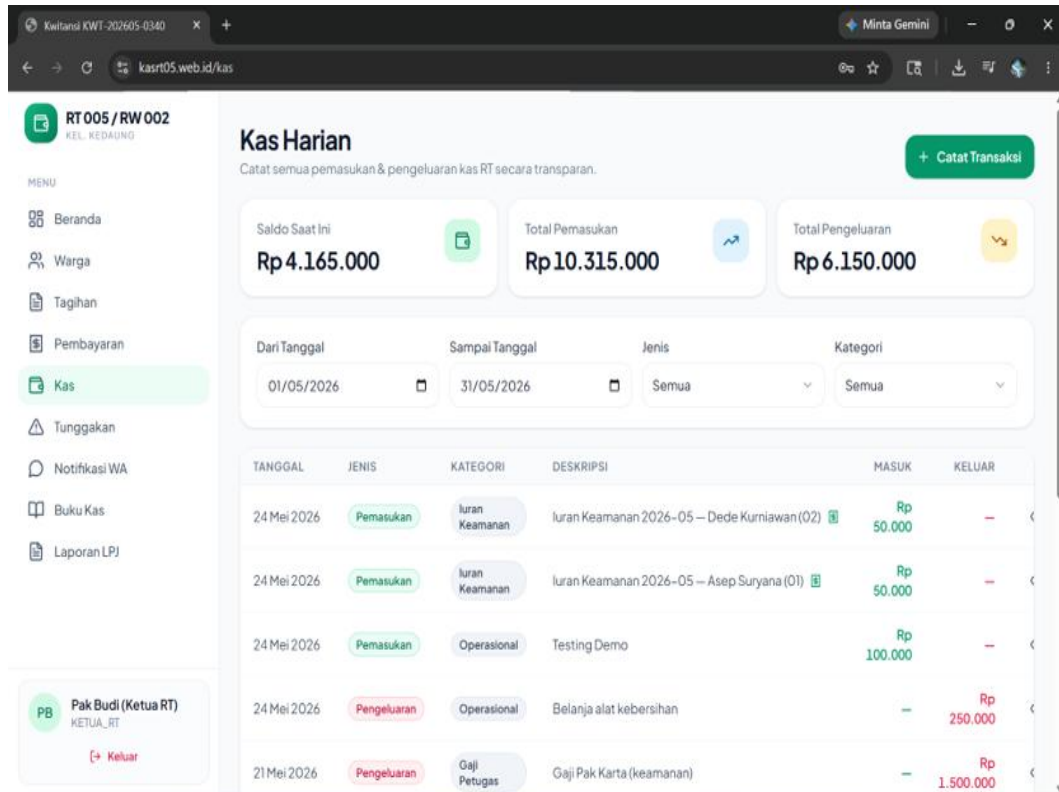 Kwitansi KWT-202605-0340
Minta Gemini
kasrt05.web.id/kas
RT 005 / RW 002
KEL. KEDAUNG
MENU
Beranda
Warga
Tagihan
Pembayaran
Kas
Tunggakan
Notifikasi WA
Buku Kas
Laporan LPJ
PB
Pak Budi (Ketua RT)
KETUA_RT
Keluar
Kas Harian
Catat semua pemasukan & pengeluaran kas RT secara transparan.
+ Catat Transaksi
Saldo Saat Ini
Rp 4.165.000
Total Pemasukan
Rp 10.315.000
Total Pengeluaran
Rp 6.150.000
Dari Tanggal
Sampai Tanggal
Jenis
Kategori
01/05/2026
31/05/2026
Semua
Semua
TANGGAL JENIS KATEGORI DESKRIPSI MASUK KELUAR
24 Mei 2026 Pemasukan Iuran Keamanan Iuran Keamanan 2026-05 — Dede Kurniawan (02) Rp 50.000 —
24 Mei 2026 Pemasukan Iuran Keamanan Iuran Keamanan 2026-05 — Asep Suryana (01) Rp 50.000 —
24 Mei 2026 Pemasukan Operasional Testing Demo Rp 100.000 —
24 Mei 2026 Pengeluaran Operasional Belanja alat kebersihan — Rp 250.000
21 Mei 2026 Pengeluaran Gaji Petugas Gaji Pak Karta (keamanan) — Rp 1.500.000